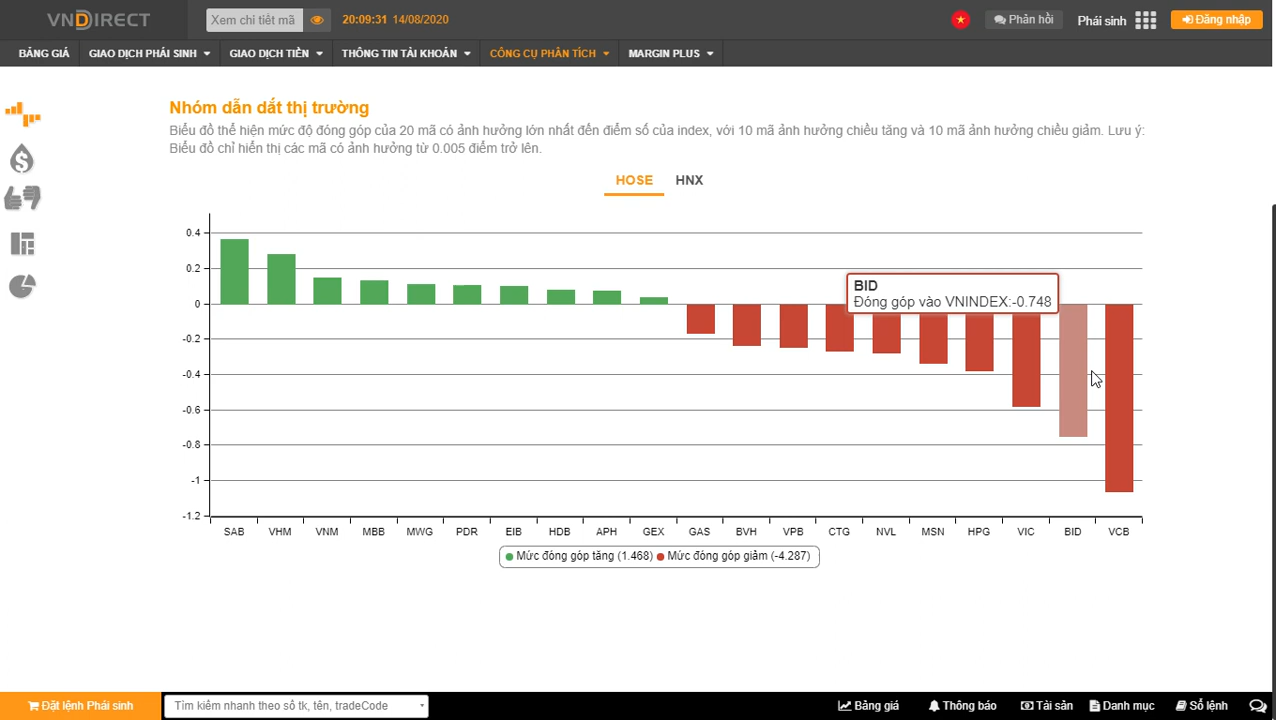 VNDIRECT
Xem chi tiết mã
20:09:31 14/08/2020
Phản hồi
Phái sinh
Đăng nhập
BẢNG GIÁ
GIAO DỊCH PHÁI SINH
GIAO DỊCH TIỀN
THÔNG TIN TÀI KHOẢN
CÔNG CỤ PHÂN TÍCH
MARGIN PLUS
Nhóm dẫn dắt thị trường
Biểu đồ thể hiện mức độ đóng góp của 20 mã có ảnh hưởng lớn nhất đến điểm số của index, với 10 mã ảnh hưởng chiều tăng và 10 mã ảnh hưởng chiều giảm. Lưu ý:
Biểu đồ chỉ hiển thị các mã có ảnh hưởng từ 0.005 điểm trở lên.
HOSE HNX
0.4
0.2
0
-0.2
-0.4
-0.6
-0.8
-1
-1.2
BID
Đóng góp vào VNINDEX:-0.748
SAB VHM VNM MBB MWG PDR EIB HDB APH GEX GAS BVH VPB CTG NVL MSN HPG VIC BID VCB
Mức đóng góp tăng (1.468) Mức đóng góp giảm (-4.287)
Đặt lệnh Phái sinh
Tìm kiếm nhanh theo số tk, tên, tradeCode
Bảng giá
Thông báo
Tài sản
Danh mục
Sổ lệnh